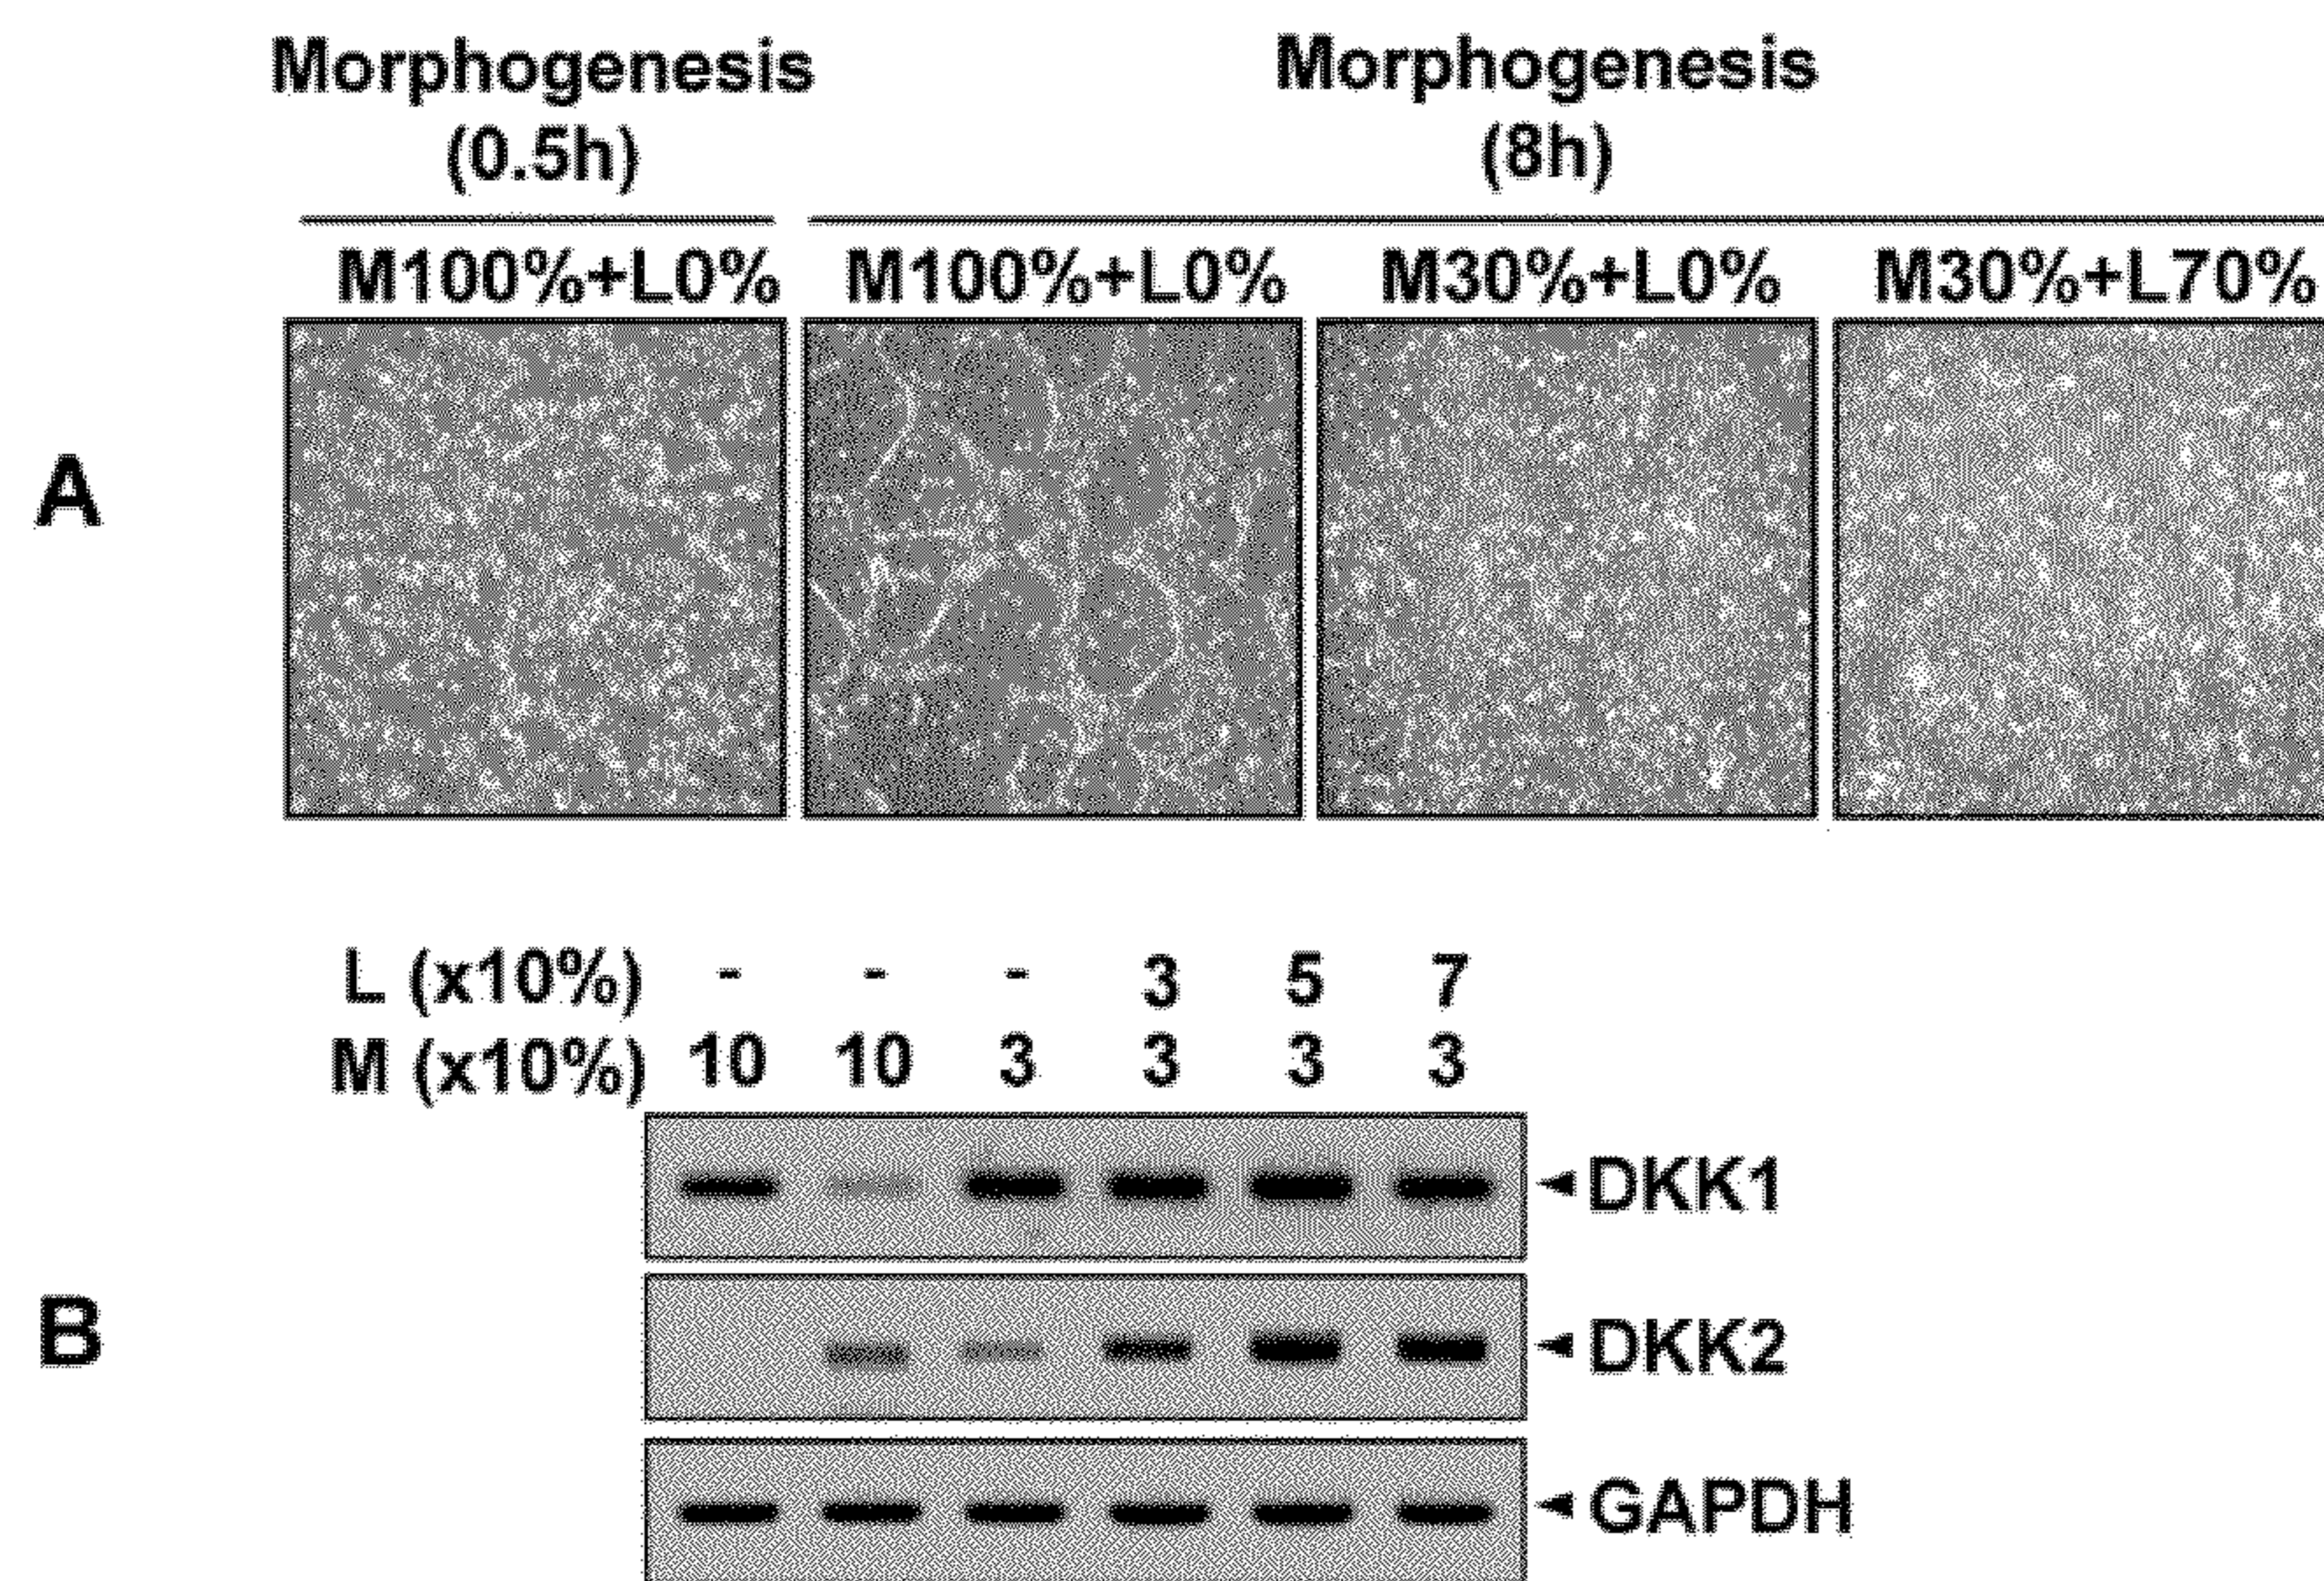 Morphogenesis (0.5h) Morphogenesis (8h)
M100%+L0% M100%+L0% M30%+L0% M30%+L70%
A
L (x10%) - - - 3 5 7
M (x10%) 10 10 3 3 3 3
DKK1
B
DKK2
GAPDH